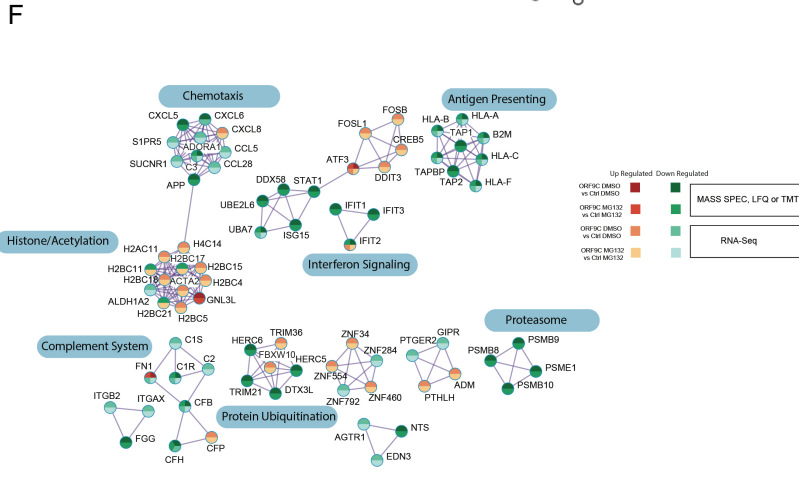 F
Chemotaxis
CXCL5
CXCL6
CXCL8
S1PR5
ADORA1
CCL5
SUCNR1
C3
CCL28
APP
FOSB
FOSL1
CREB5
ATF3
DDIT3
Antigen Presenting
HLA-B
HLA-A
TAP1
B2M
HLA-C
TAPBP
TAP2
HLA-F
DDX58
STAT1
UBE2L6
UBA7
ISG15
IFIT1
IFIT3
IFIT2
Interferon Signaling
Up Regulated Down Regulated
ORF9C DMSO
vs Ctrl DMSO
ORF9C MG132
vs Ctrl MG132
ORF9C DMSO
vs Ctrl DMSO
ORF9C MG132
vs Ctrl MG132
MASS SPEC, LFQ or TMT
RNA-Seq
Histone/Acetylation
H2AC11
H4C14
H2BC17
H2BC11
H2BC15
H2BC18
ACTA2
H2BC4
ALDH1A2
GNL3L
H2BC21
H2BC5
Complement System
C1S
C2
FN1
C1R
ITGB2
ITGAX
CFB
FGG
CFH
CFP
HERC6
TRIM36
FBXW10
HERC5
TRIM21
DTX3L
Protein Ubiquitination
ZNF34
ZNF284
ZNF554
ZNF792
ZNF460
PTGER2
GIPR
ADM
PTHLH
AGTR1
NTS
EDN3
Proteasome
PSMB9
PSMB8
PSME1
PSMB10